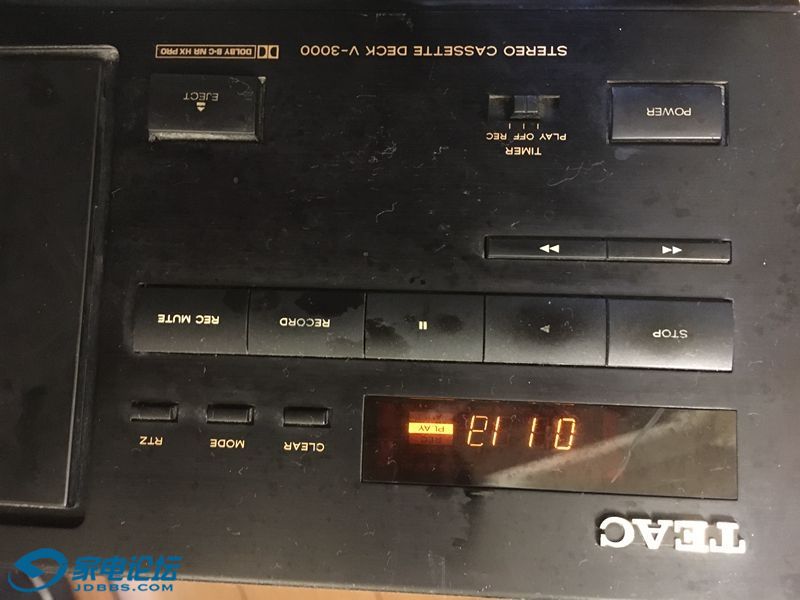 TEAC
PLAY
CLEAR
MODE
RTZ
STOP
RECORD
REC MUTE
TIMER
PLAY OFF REC
POWER
EJECT
STEREO CASSETTE DECK V-3000
DOLBY B-C NR HX PRO
家电论坛
JDBBS.COM